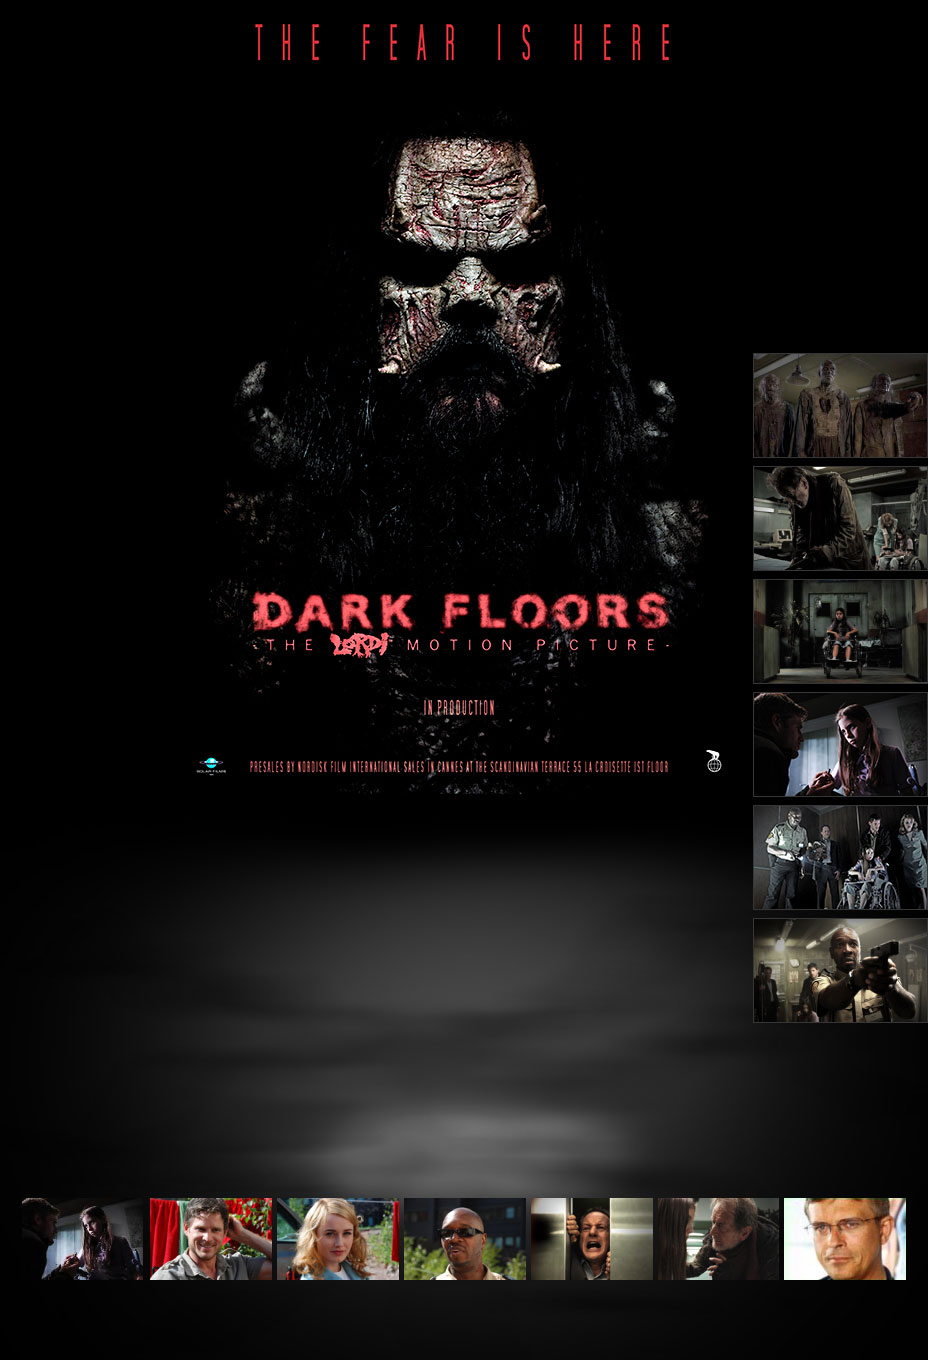 THE FEAR IS HERE
DARK FLOORS
-THE LORDI MOTION PICTURE-
IN PRODUCTION
SOLAR FILMS
PRESALES BY NORDISK FILM INTERNATIONAL SALES IN CANNES AT THE SCANDINAVIAN TERRACE 55 LA CROISETTE 1ST FLOOR